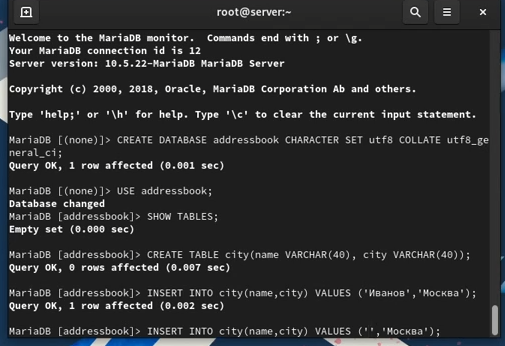 root@server:~
Welcome to the MariaDB monitor.  Commands end with ; or \g.
Your MariaDB connection id is 12
Server version: 10.5.22-MariaDB MariaDB Server
Copyright (c) 2000, 2018, Oracle, MariaDB Corporation Ab and others.
Type 'help;' or '\h' for help. Type '\c' to clear the current input statement.
MariaDB [(none)]> CREATE DATABASE addressbook CHARACTER SET utf8 COLLATE utf8_ge
neral_ci;
Query OK, 1 row affected (0.001 sec)
MariaDB [(none)]> USE addressbook;
Database changed
MariaDB [addressbook]> SHOW TABLES;
Empty set (0.000 sec)
MariaDB [addressbook]> CREATE TABLE city(name VARCHAR(40), city VARCHAR(40));
Query OK, 0 rows affected (0.007 sec)
MariaDB [addressbook]> INSERT INTO city(name,city) VALUES ('Иванов','Москва');
Query OK, 1 row affected (0.002 sec)
MariaDB [addressbook]> INSERT INTO city(name,city) VALUES ('','Москва');